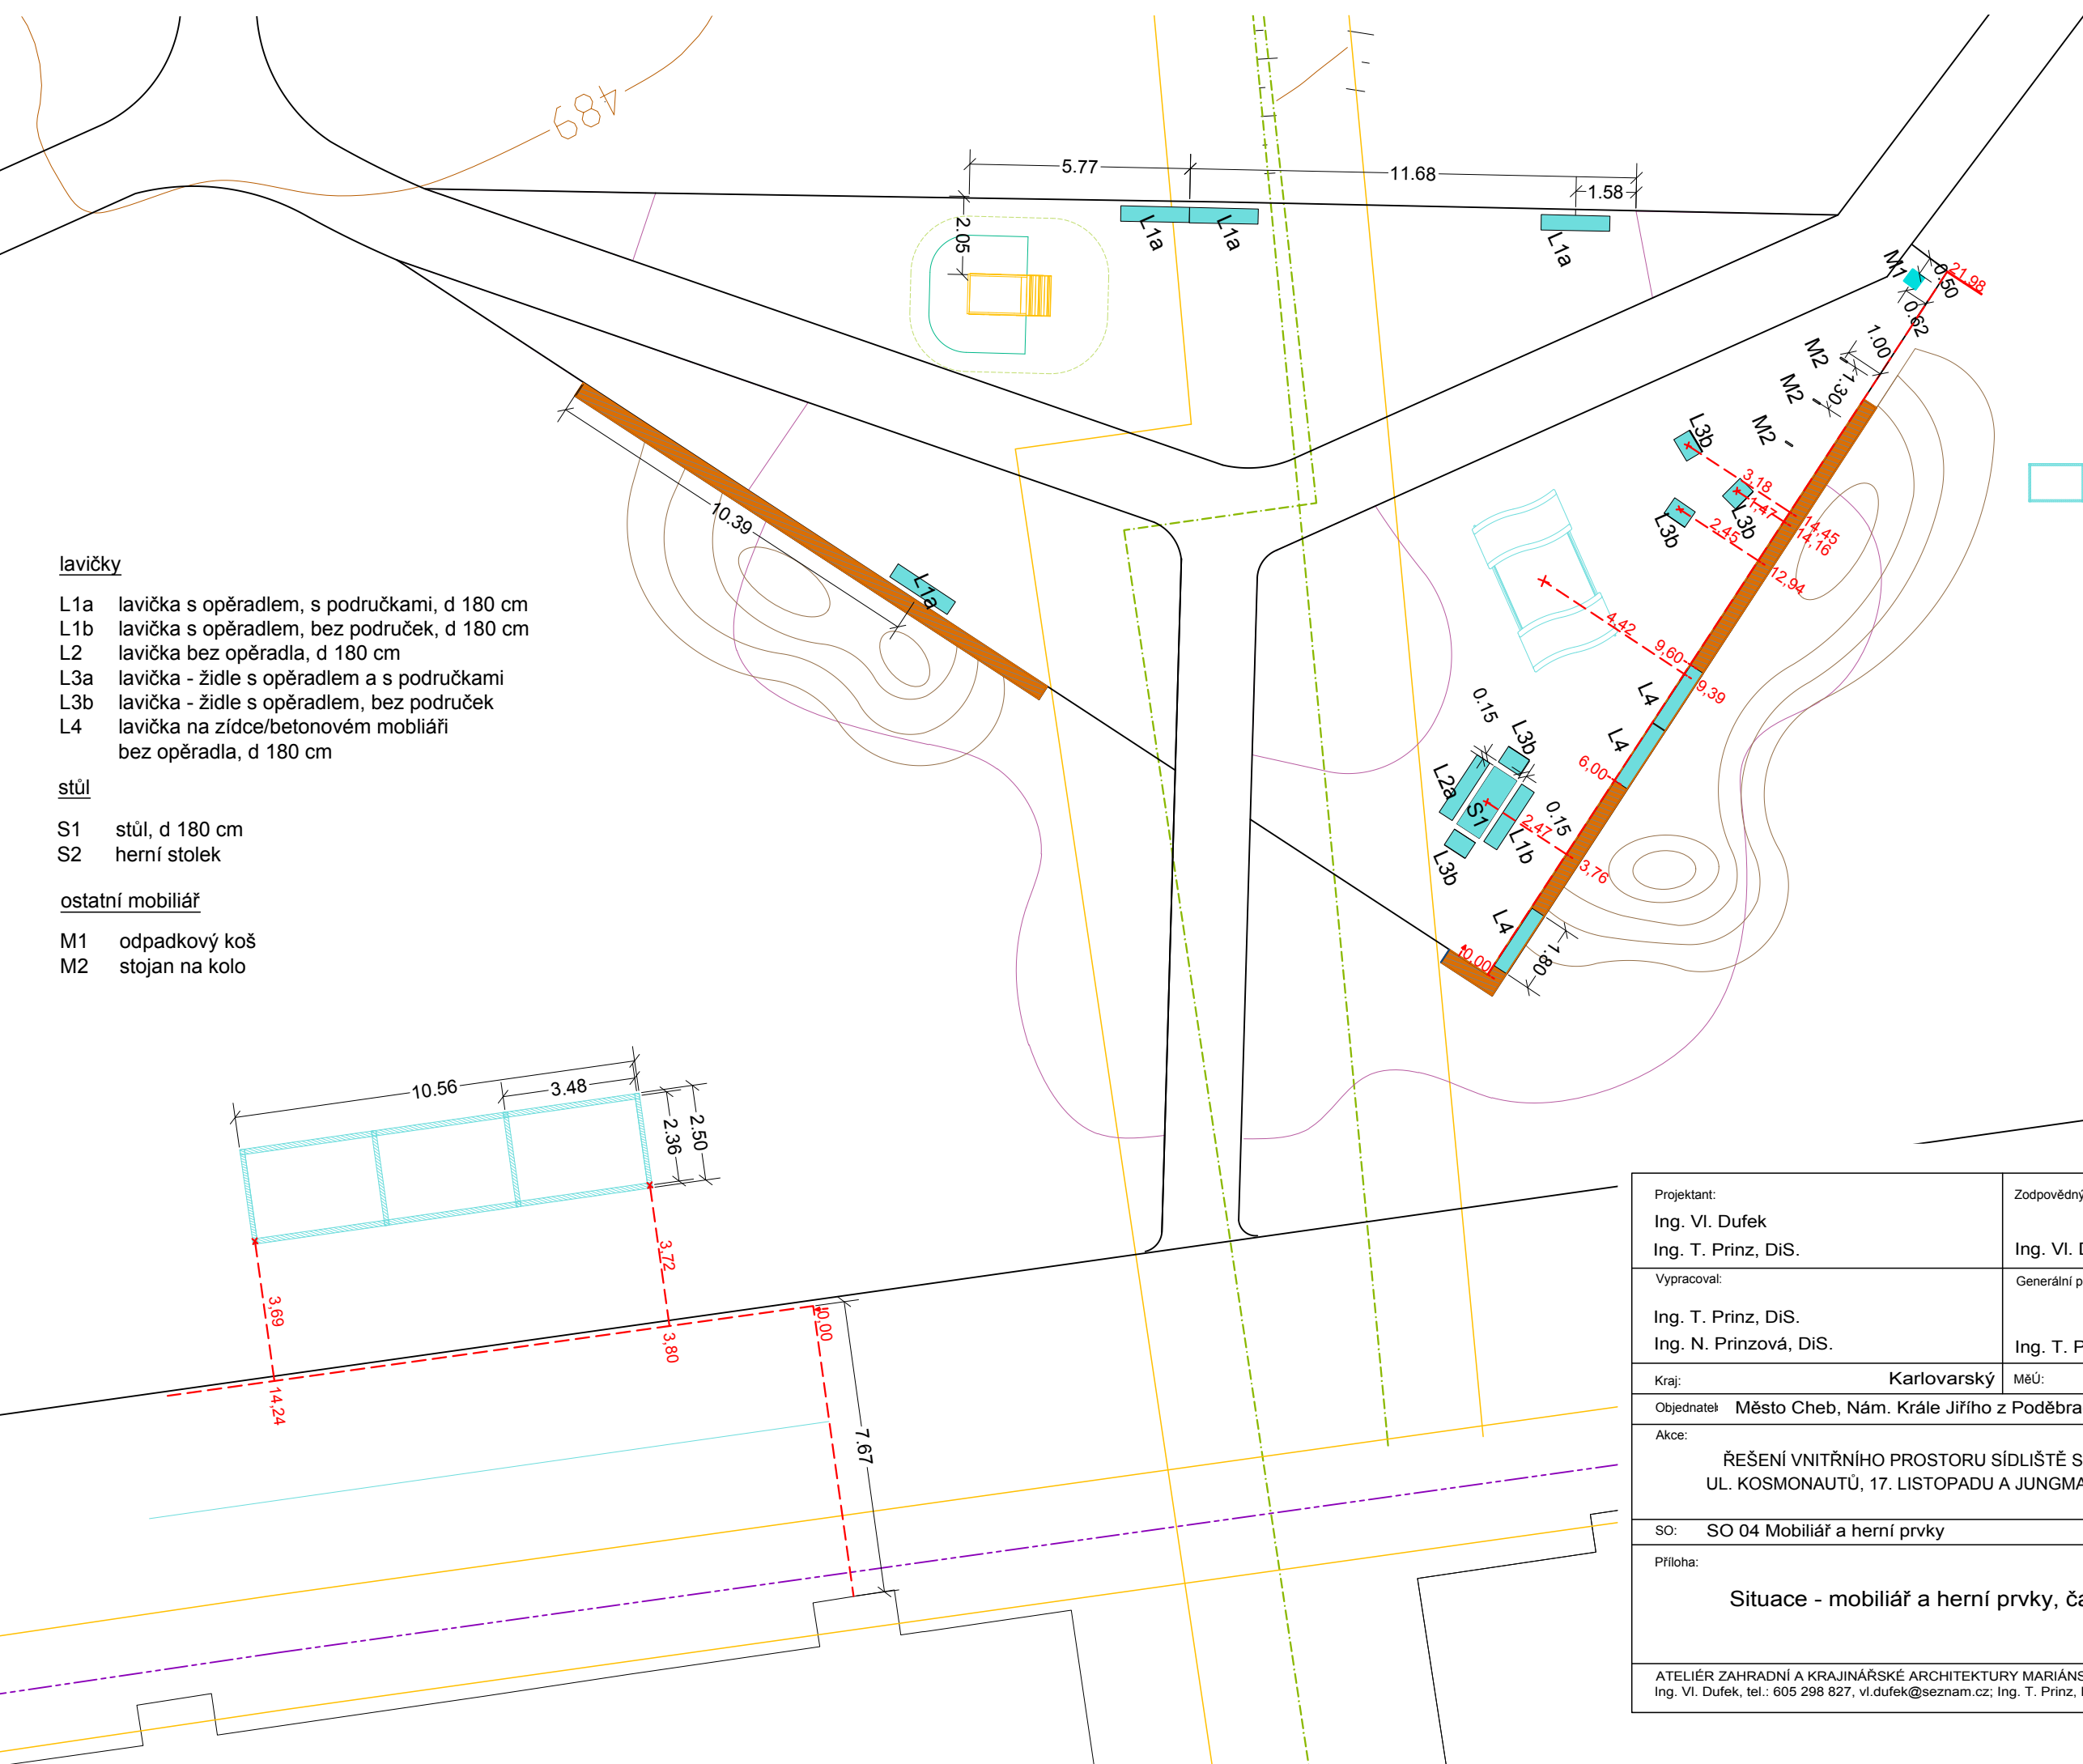 489
5.77
11.68
1.58
2.05
L1a
L1a
L1a
M1
21,98
0.50
0.62
1.00
M2
1.30
M2
M2
L3b
3,18
1,47
L3b
14,45
14,16
L3b
2,45
12,94
10.39
L1a
4,42
9,60
9,39
L4
L4
6,00
0.15
L3b
L2a
S1
0.15
2,47
L1b
L3b
3,76
L4
1.80
0,00
lavičky
L1a lavička s opěradlem, s područkami, d 180 cm
L1b lavička s opěradlem, bez područek, d 180 cm
L2 lavička bez opěradla, d 180 cm
L3a lavička - židle s opěradlem a s područkami
L3b lavička - židle s opěradlem, bez područek
L4 lavička na zídce/betonovém mobliáři
bez opěradla, d 180 cm
stůl
S1 stůl, d 180 cm
S2 herní stolek
ostatní mobiliář
M1 odpadkový koš
M2 stojan na kolo
10.56
3.48
2.36
2.50
3,69
3,72
14,24
3,80
0,00
7.67
Projektant:
Ing. Vl. Dufek
Ing. T. Prinz, DiS.
Zodpovědný
Ing. Vl.
Vypracoval:
Ing. T. Prinz, DiS.
Ing. N. Prinzová, DiS.
Generální p
Ing. T. P
Kraj: Karlovarský
MěÚ:
Objednatel Město Cheb, Nám. Krále Jiřího z Poděbra
Akce:
ŘEŠENÍ VNITŘNÍHO PROSTORU SÍDLIŠTĚ S
UL. KOSMONAUTŮ, 17. LISTOPADU A JUNGMA
SO: SO 04 Mobiliář a herní prvky
Příloha:
Situace - mobiliář a herní prvky, ča
ATELIÉR ZAHRADNÍ A KRAJINÁŘSKÉ ARCHITEKTURY MARIÁNS
Ing. Vl. Dufek, tel.: 605 298 827, vl.dufek@seznam.cz; Ing. T. Prinz,